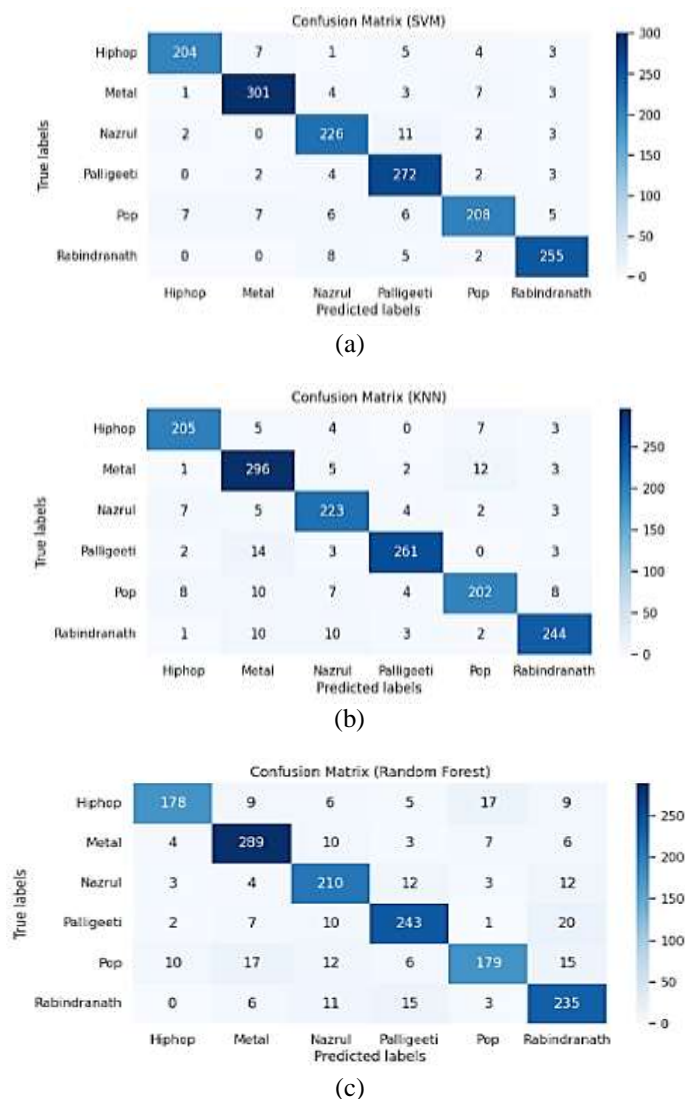 Confusion Matrix (SVM)
Hiphop 204 7 1 5 4 3
Metal 1 301 4 3 7 3
Nazrul 2 0 226 11 2 3
Palligeeti 0 2 4 272 2 3
Pop 7 7 6 6 208 5
Rabindranath 0 0 8 5 2 255
True labels
Hiphop Metal Nazrul Palligeeti Pop Rabindranath
Predicted labels
300
250
200
150
100
50
0
(a)
Confusion Matrix (KNN)
Hiphop 205 5 4 0 7 3
Metal 1 296 5 2 12 3
Nazrul 7 5 223 4 2 3
Palligeeti 2 14 3 261 0 3
Pop 8 10 7 4 202 8
Rabindranath 1 10 10 3 2 244
True labels
Hiphop Metal Nazrul Palligeeti Pop Rabindranath
Predicted labels
250
200
150
100
50
0
(b)
Confusion Matrix (Random Forest)
Hiphop 178 9 6 5 17 9
Metal 4 289 10 3 7 6
Nazrul 3 4 210 12 3 12
Palligeeti 2 7 10 243 1 20
Pop 10 17 12 6 179 15
Rabindranath 0 6 11 15 3 235
True labels
Hiphop Metal Nazrul Palligeeti Pop Rabindranath
Predicted labels
250
200
150
100
50
0
(c)